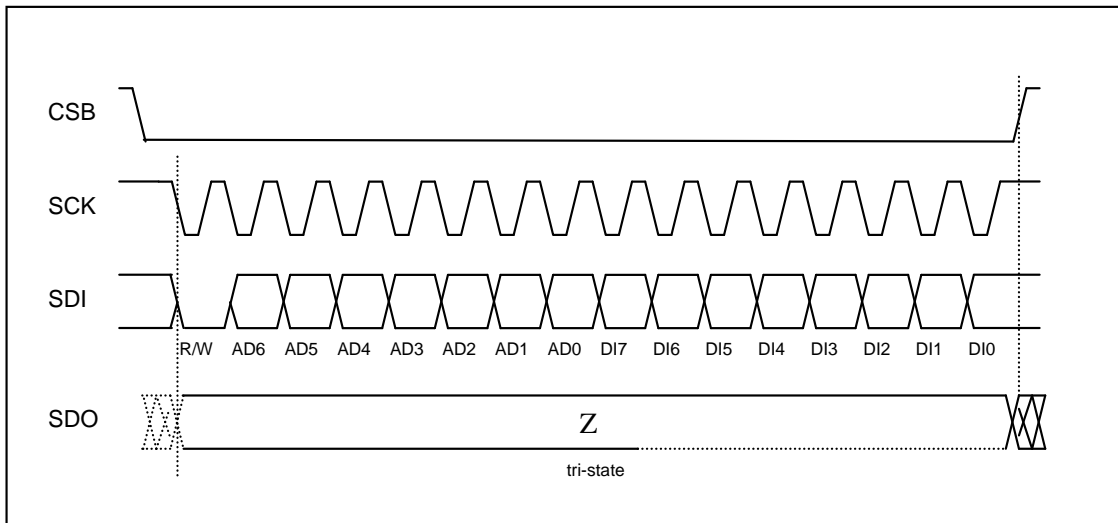 CSB
SCK
SDI
R/W AD6 AD5 AD4 AD3 AD2 AD1 AD0 DI7 DI6 DI5 DI4 DI3 DI2 DI1 DI0
SDO
Z
tri-state